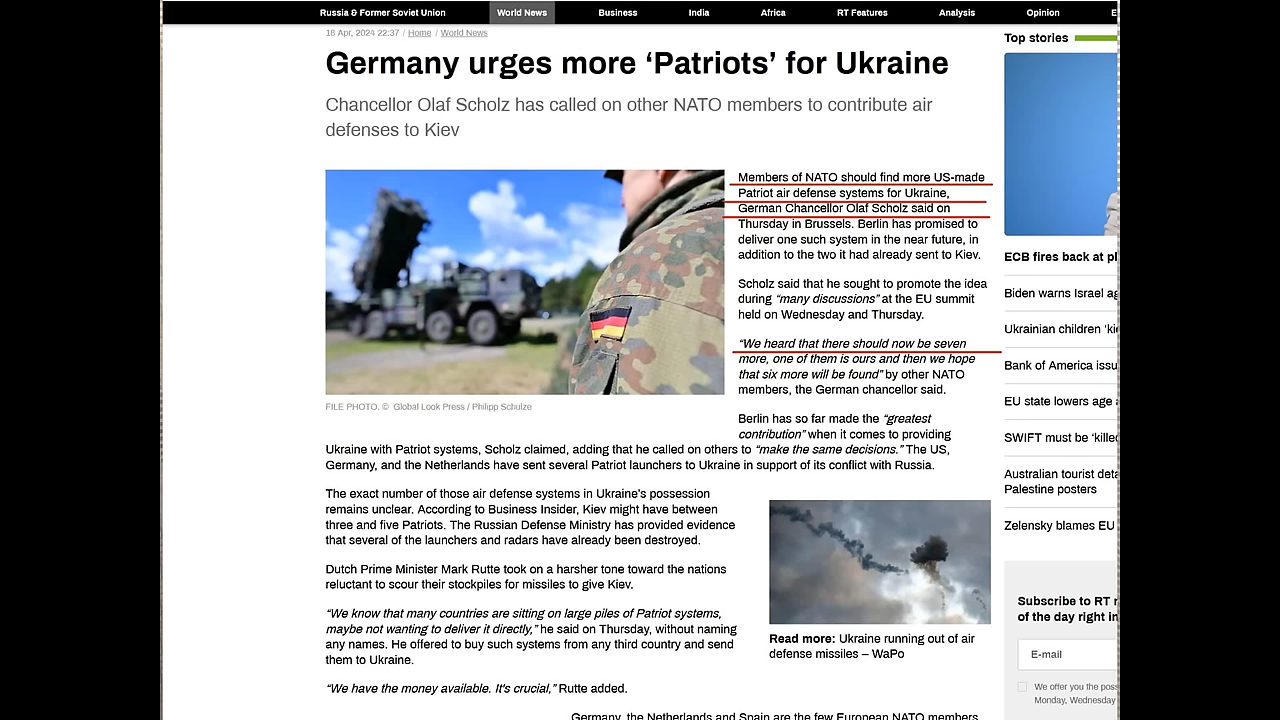 Russia & Former Soviet Union World News Business India Africa RT Features Analysis Opinion
18 Apr, 2024 22:37 / Home / World News
Germany urges more ‘Patriots’ for Ukraine
Chancellor Olaf Scholz has called on other NATO members to contribute air
defenses to Kiev
FILE PHOTO. © Global Look Press / Philipp Schulze
Members of NATO should find more US-made
Patriot air defense systems for Ukraine,
German Chancellor Olaf Scholz said on
Thursday in Brussels. Berlin has promised to
deliver one such system in the near future, in
addition to the two it had already sent to Kiev.
Scholz said that he sought to promote the idea
during “many discussions” at the EU summit
held on Wednesday and Thursday.
“We heard that there should now be seven
more, one of them is ours and then we hope
that six more will be found” by other NATO
members, the German chancellor said.
Berlin has so far made the “greatest
contribution” when it comes to providing
Ukraine with Patriot systems, Scholz claimed, adding that he called on others to “make the same decisions.” The US,
Germany, and the Netherlands have sent several Patriot launchers to Ukraine in support of its conflict with Russia.
The exact number of those air defense systems in Ukraine’s possession
remains unclear. According to Business Insider, Kiev might have between
three and five Patriots. The Russian Defense Ministry has provided evidence
that several of the launchers and radars have already been destroyed.
Dutch Prime Minister Mark Rutte took on a harsher tone toward the nations
reluctant to scour their stockpiles for missiles to give Kiev.
“We know that many countries are sitting on large piles of Patriot systems,
maybe not wanting to deliver it directly,” he said on Thursday, without naming
any names. He offered to buy such systems from any third country and send
them to Ukraine.
“We have the money available. It's crucial,” Rutte added.
Read more: Ukraine running out of air
defense missiles – WaPo
Germany, the Netherlands and Spain are the few European NATO members
Top stories
ECB fires back at
Biden warns Israel
Ukrainian children
Bank of America
EU state lowers age
SWIFT must be
Australian tourist
Palestine posters
Zelensky blames EU
Subscribe to RT
of the day right in
E-mail
We offer you the
Monday, Wednesday